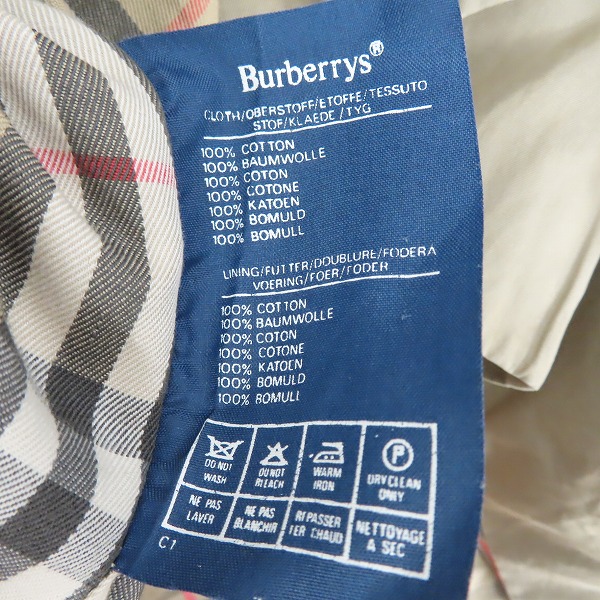 Burberrys®
CLOTH/OBERSTOFF/ETOFFE/TESSUTO
STOF/KLAEDE/TYG
100% COTTON
100% BAUMWOLLE
100% COTON
100% COTONE
100% KATOEN
100% BOMULD
100% BOMULL
LINING/FUTTER/DOUBLURE/FODERA
VOERING/FOER/FODER
100% COTTON
100% BAUMWOLLE
100% COTON
100% COTONE
100% KATOEN
100% BOMULD
100% BOMULL
DO NOT WASH
DO NOT BLEACH
WARM IRON
P
DRY CLEAN ONLY
NE PAS LAVER
NE PAS BLANCHIR
REPASSER TER CHAUD
NETTOYAGE A SEC
C1